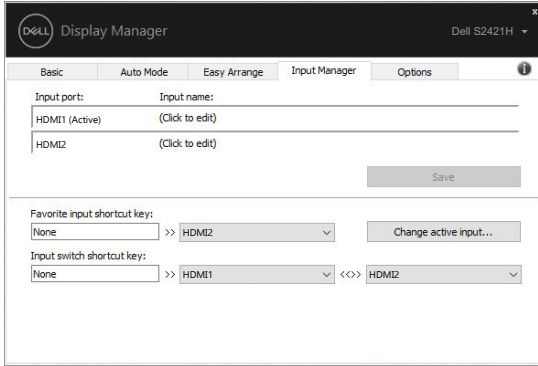 DELL Display Manager
Dell S2421H
Basic Auto Mode Easy Arrange Input Manager Options
Input port: Input name:
HDMI1 (Active) (Click to edit)
HDMI2 (Click to edit)
Save
Favorite input shortcut key:
None >> HDMI2 Change active input...
Input switch shortcut key:
None >> HDMI1 <<>> HDMI2